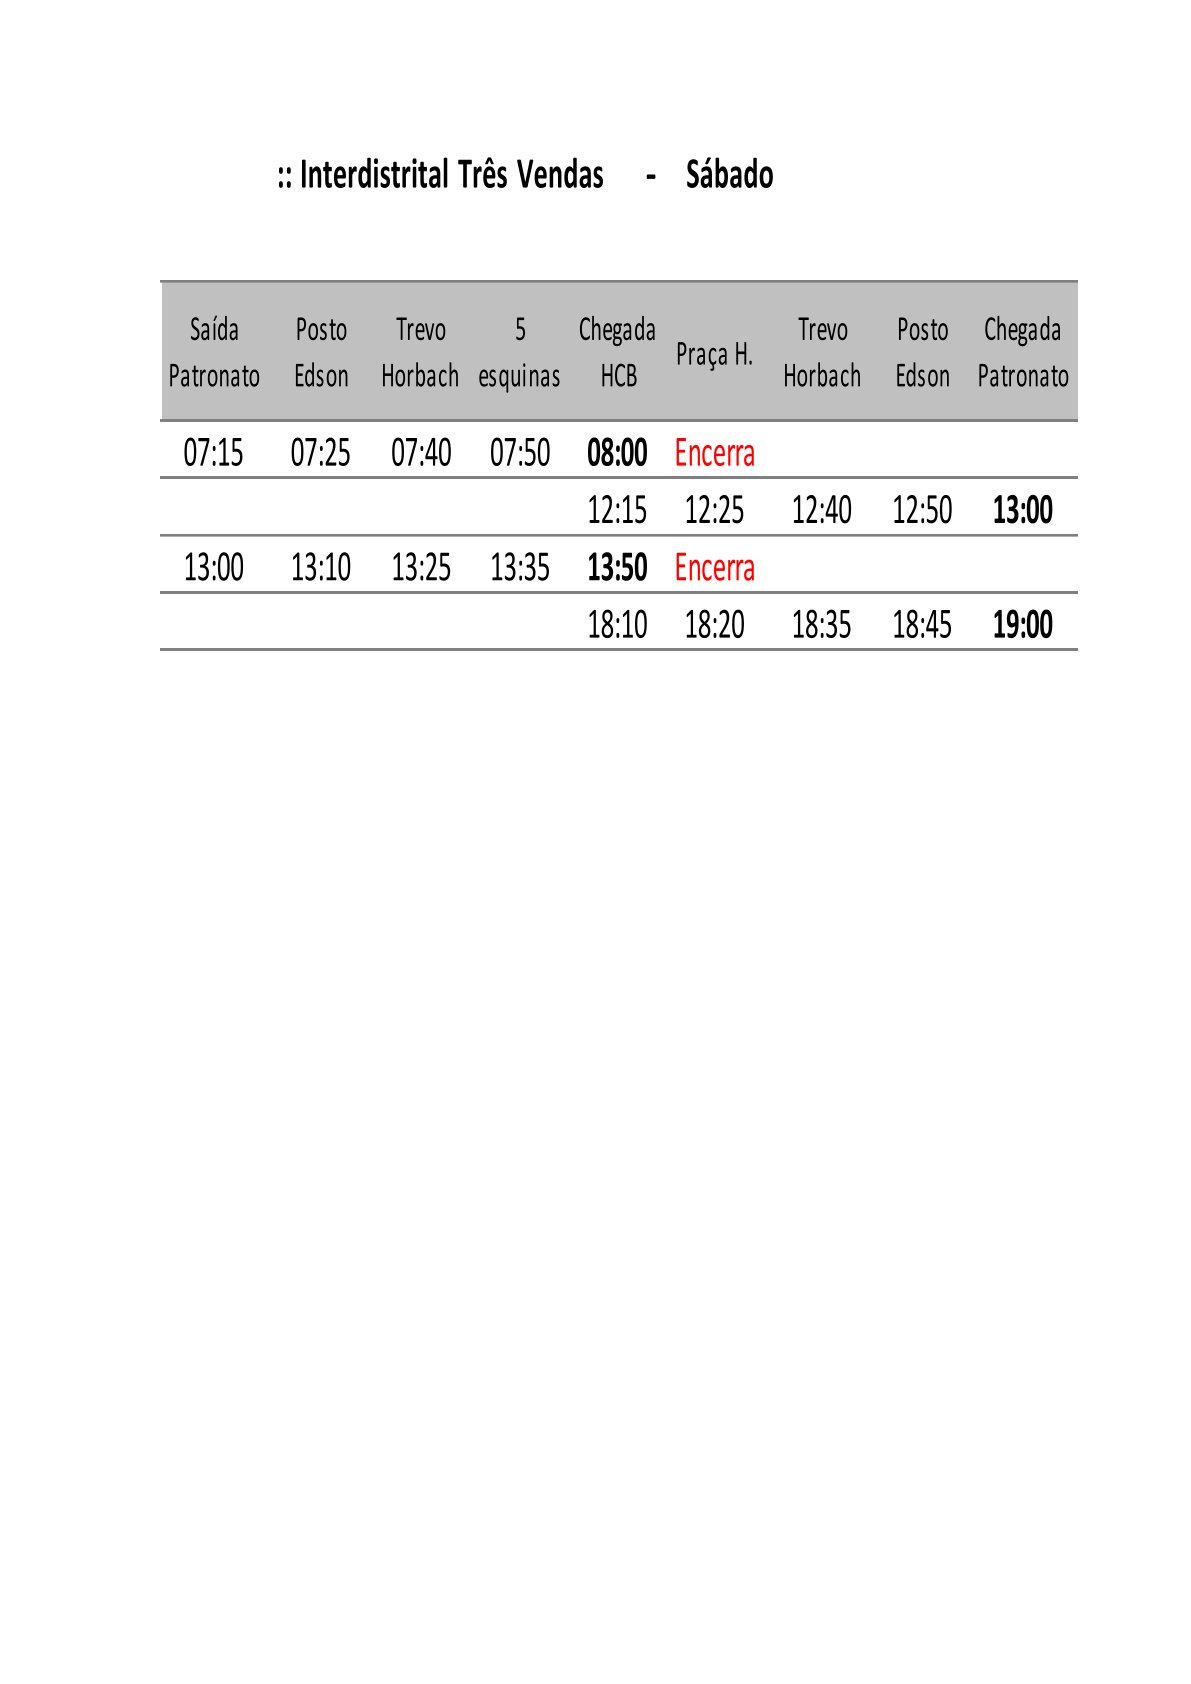 :: Interdistrital Três Vendas - Sábado
Saída Patronato Posto Edson Trevo Horbach 5 esquinas Chegada HCB Praça H. Trevo Horbach Posto Edson Chegada Patronato
07:15 07:25 07:40 07:50 08:00 Encerra
12:15 12:25 12:40 12:50 13:00
13:00 13:10 13:25 13:35 13:50 Encerra
18:10 18:20 18:35 18:45 19:00